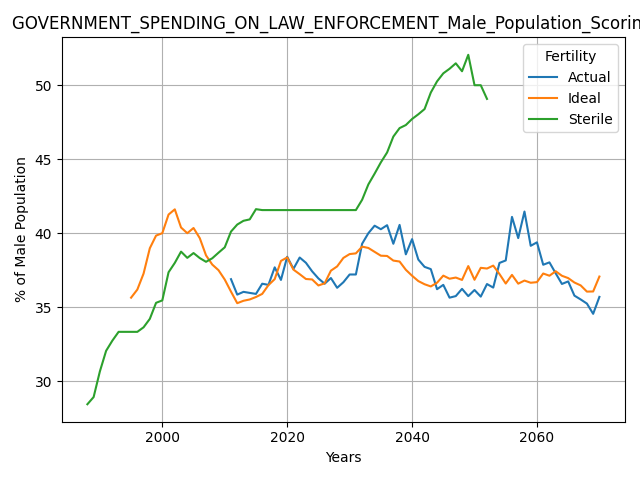 GOVERNMENT_SPENDING_ON_LAW_ENFORCEMENT_Male_Population_Scorin
Fertility
Actual
Ideal
Sterile
% of Male Population
50
45
40
35
30
2000
2020
2040
2060
Years